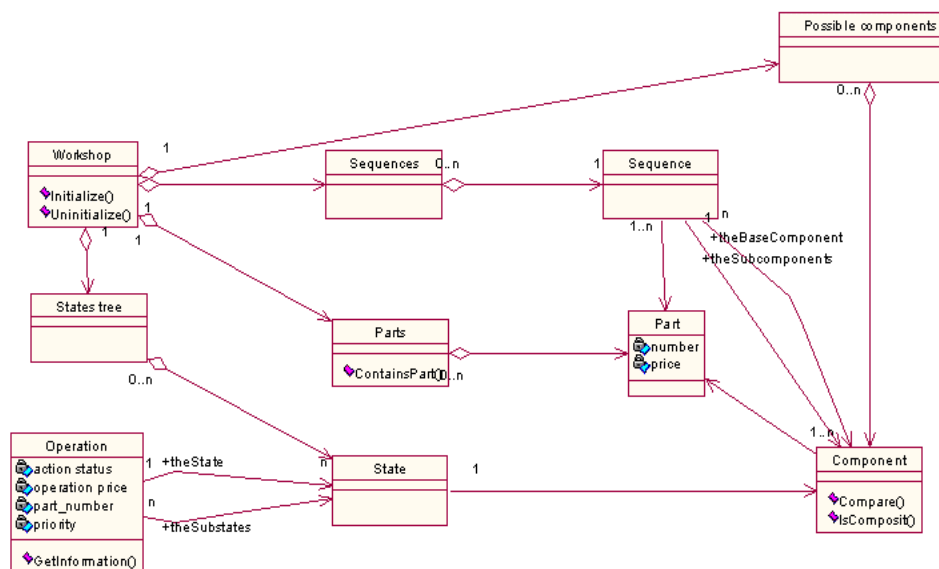 Possible components
0..n
1
Workshop
Initialize()
Uninitialize()
Sequences
0..n
1
Sequence
1
1
1
1..n
1
n
+theBaseComponent
+theSubcomponents
States tree
0..n
Parts
ContainsPart()
0..n
Part
number
price
1..n
Operation
action status
operation price
part_number
priority
GetInformation()
1
+theState
n
n
+theSubstates
State
1
Component
Compare()
IsComposit()